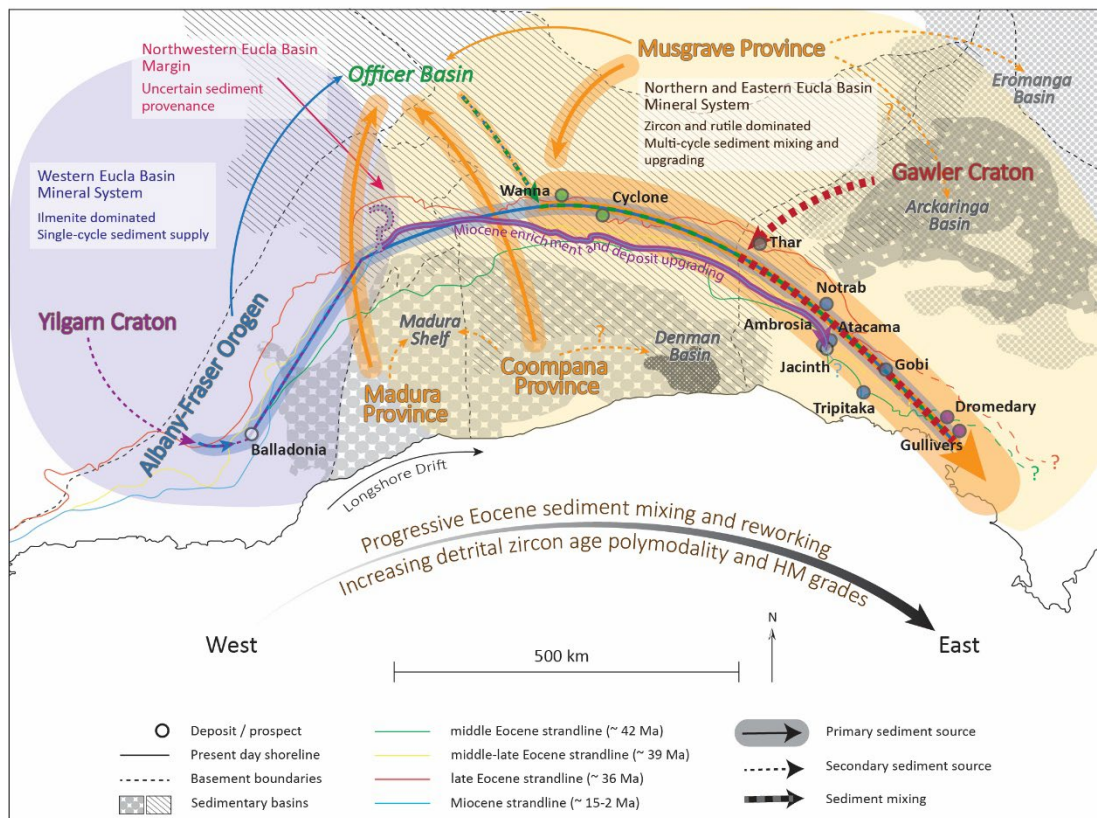 Northwestern Eucla Basin
Margin
Uncertain sediment
provenance
Officer Basin
Musgrave Province
Eromanga
Basin
Northern and Eastern Eucla Basin
Mineral System
Zircon and rutile dominated
Multi-cycle sediment mixing and
upgrading
?
Western Eucla Basin
Mineral System
Ilmenite dominated
Single-cycle sediment supply
Gawler Craton
Wanna
Cyclone
Arckaringa
Basin
?
Thar
Miocene enrichment and deposit upgrading
Notrab
Yilgarn Craton
Albany-Fraser Orogen
Madura
Shelf
?
Denman
Basin
Ambrosia
Atacama
Coompana
Province
Jacinth
?
Gobi
Madura
Province
Tripitaka
Dromedary
Balladonia
Gullivers
?
?
Longshore Drift
Progressive Eocene sediment mixing and reworking
Increasing detrital zircon age polymodality and HM grades
West
East
N
500 km
Deposit / prospect
Present day shoreline
Basement boundaries
Sedimentary basins
middle Eocene strandline (~ 42 Ma)
middle-late Eocene strandline (~ 39 Ma)
late Eocene strandline (~ 36 Ma)
Miocene strandline (~ 15-2 Ma)
Primary sediment source
Secondary sediment source
Sediment mixing